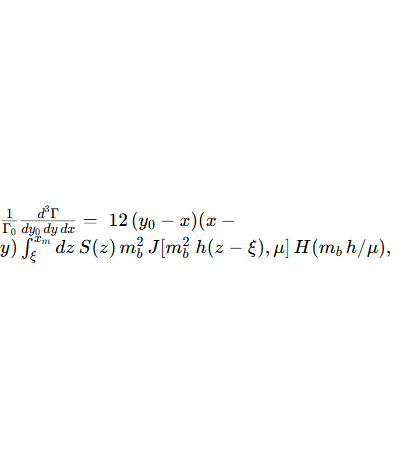 \frac{1}{\Gamma_0} \frac{d^3\Gamma}{dy_0\, dy\, dx} = 12\,(y_0 - x)(x -
y) \int_{\xi}^{x_m} dz\, S(z)\, m_b^2\, J[m_b^2\, h(z - \xi), \mu]\, H(m_b\, h/\mu),